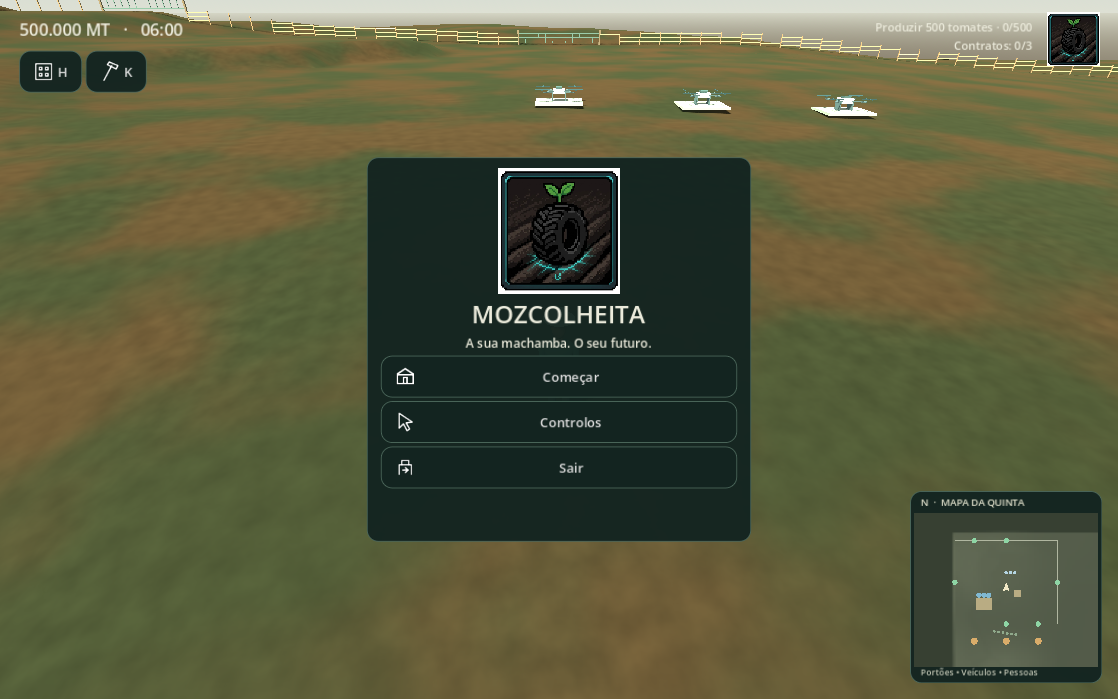 500.000 MT · 06:00
H
K
Produzir 500 tomates · 0/500
Contratos: 0/3
MOZCOLHEITA
A sua machamba. O seu futuro.
Começar
Controlos
Sair
N · MAPA DA QUINTA
Portões • Veículos • Pessoas